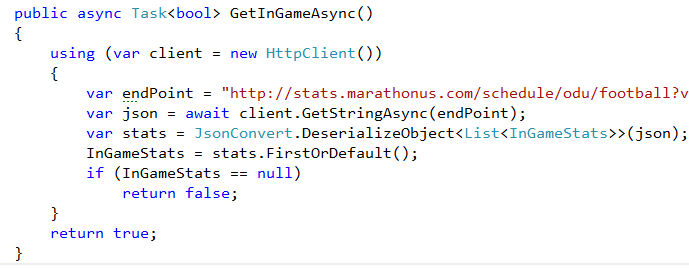 public async Task<bool> GetInGameAsync()
{
    using (var client = new HttpClient())
    {
        var endPoint = "http://stats.marathonus.com/schedule/odu/football?v
        var json = await client.GetStringAsync(endPoint);
        var stats = JsonConvert.DeserializeObject<List<InGameStats>>(json);
        InGameStats = stats.FirstOrDefault();
        if (InGameStats == null)
            return false;
    }
    return true;
}